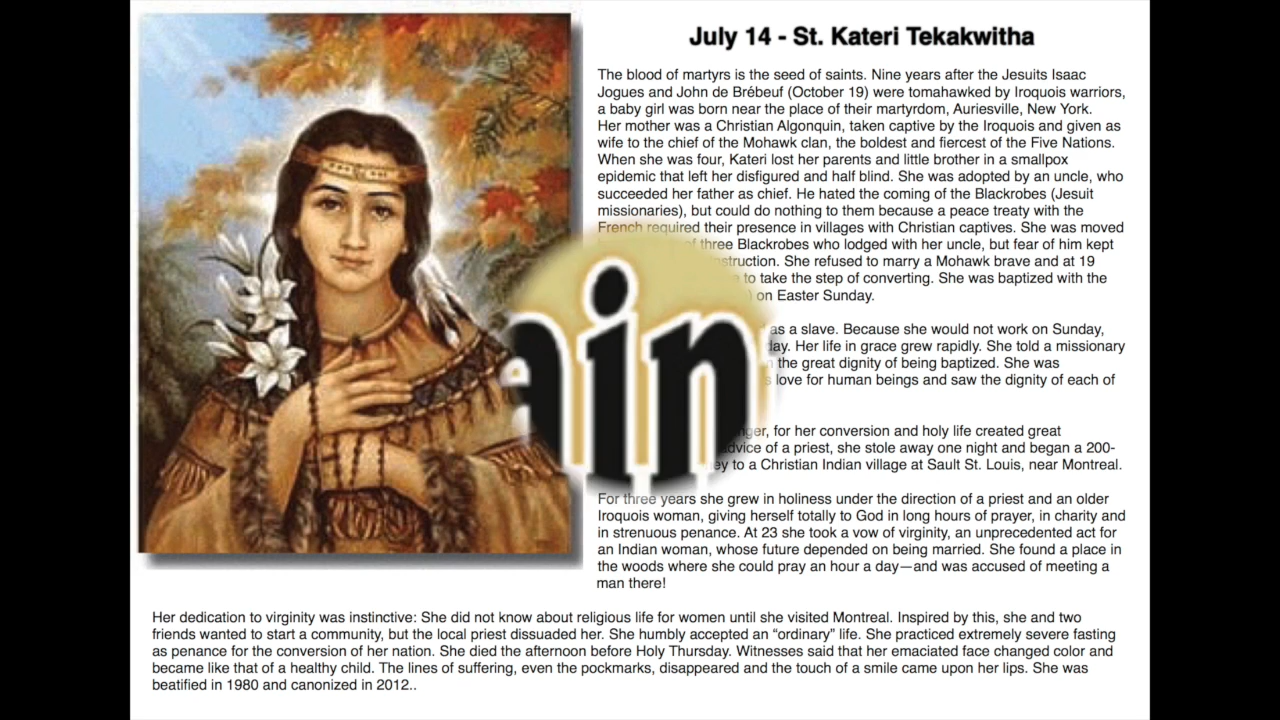 July 14 - St. Kateri Tekakwitha
The blood of martyrs is the seed of saints. Nine years after the Jesuits Isaac
Jogues and John de Brébeuf (October 19) were tomahawked by Iroquois warriors,
a baby girl was born near the place of their martyrdom, Auriesville, New York.
Her mother was a Christian Algonquin, taken captive by the Iroquois and given as
wife to the chief of the Mohawk clan, the boldest and fiercest of the Five Nations.
When she was four, Kateri lost her parents and little brother in a smallpox
epidemic that left her disfigured and half blind. She was adopted by an uncle, who
succeeded her father as chief. He hated the coming of the Blackrobes (Jesuit
missionaries), but could do nothing to them because a peace treaty with the
French required their presence in villages with Christian captives. She was moved
three Blackrobes who lodged with her uncle, but fear of him kept
She refused to marry a Mohawk brave and at 19
to take the step of converting. She was baptized with the
on Easter Sunday.
as a slave. Because she would not work on Sunday,
Her life in grace grew rapidly. She told a missionary
the great dignity of being baptized. She was
love for human beings and saw the dignity of each of
for her conversion and holy life created great
of a priest, she stole away one night and began a 200-
to a Christian Indian village at Sault St. Louis, near Montreal.
For three years she grew in holiness under the direction of a priest and an older
Iroquois woman, giving herself totally to God in long hours of prayer, in charity and
in strenuous penance. At 23 she took a vow of virginity, an unprecedented act for
an Indian woman, whose future depended on being married. She found a place in
the woods where she could pray an hour a day—and was accused of meeting a
man there!
Her dedication to virginity was instinctive: She did not know about religious life for women until she visited Montreal. Inspired by this, she and two
friends wanted to start a community, but the local priest dissuaded her. She humbly accepted an “ordinary” life. She practiced extremely severe fasting
as penance for the conversion of her nation. She died the afternoon before Holy Thursday. Witnesses said that her emaciated face changed color and
became like that of a healthy child. The lines of suffering, even the pockmarks, disappeared and the touch of a smile came upon her lips. She was
beatified in 1980 and canonized in 2012..
ain